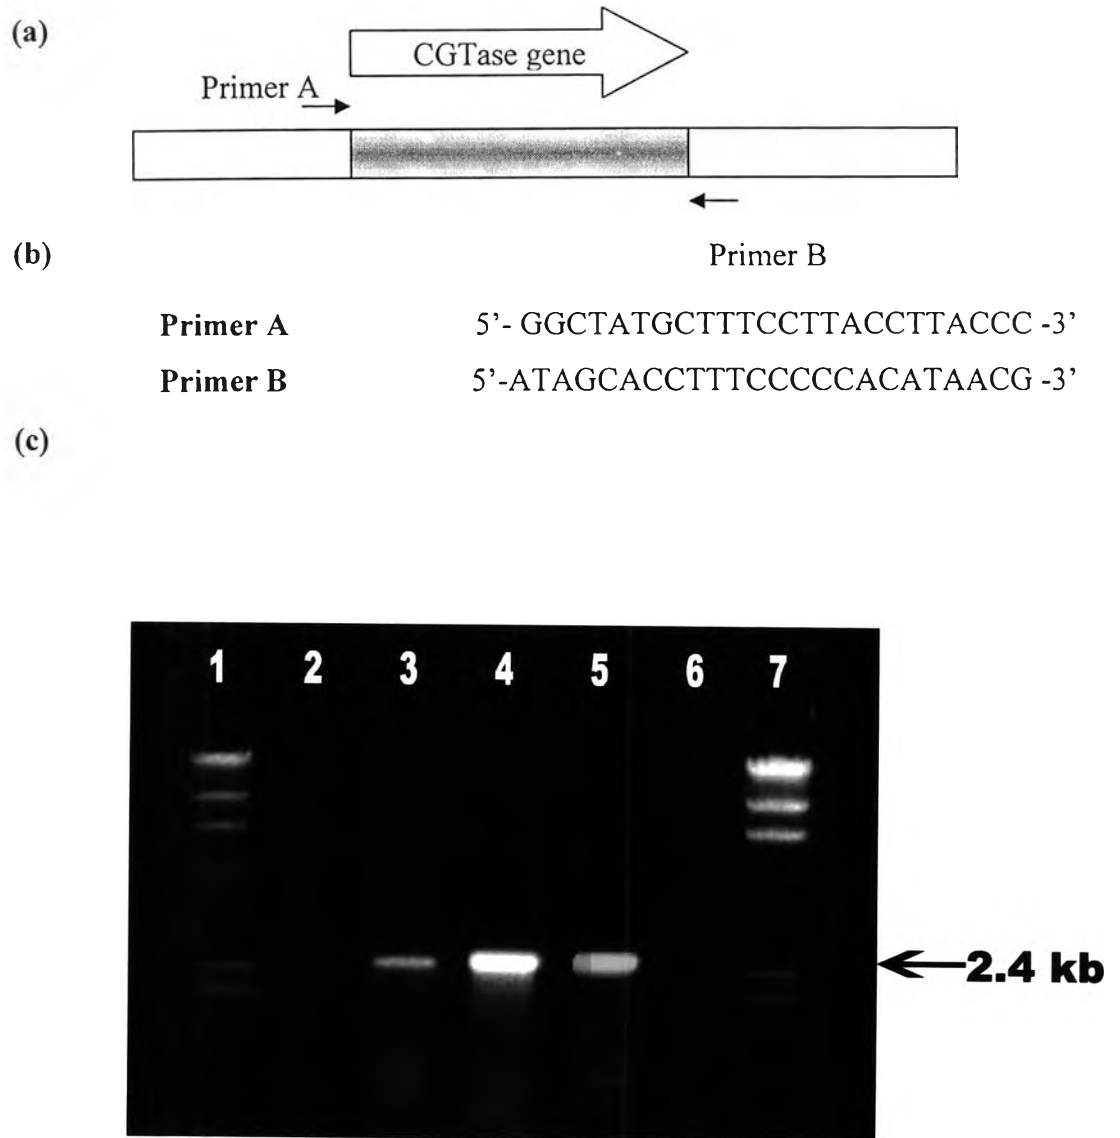 (a)
CGTase gene
Primer A
(b)
Primer B
Primer A 5'- GGCTATGCTTTCCTTACCTTACCC -3'
Primer B 5'-ATAGCACCTTTCCCCCACATAACG -3'
(c)
1 2 3 4 5 6 7
2.4 kb